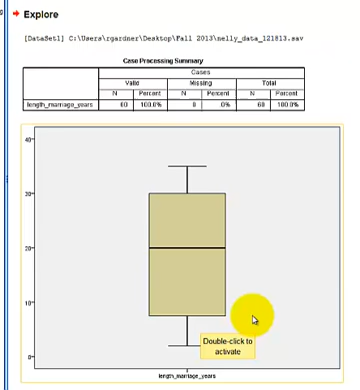 Explore
[DataSet1] C:\Users\rgardner\Desktop\Fall 2013\nelly_data_121813.sav
Case Processing Summary
Cases
Valid Missing Total
N Percent N Percent N Percent
length_marriage_years 60 100.0% 0 0% 60 100.0%
40
30
20
10
0
Double-click to
activate
length_marriage_years